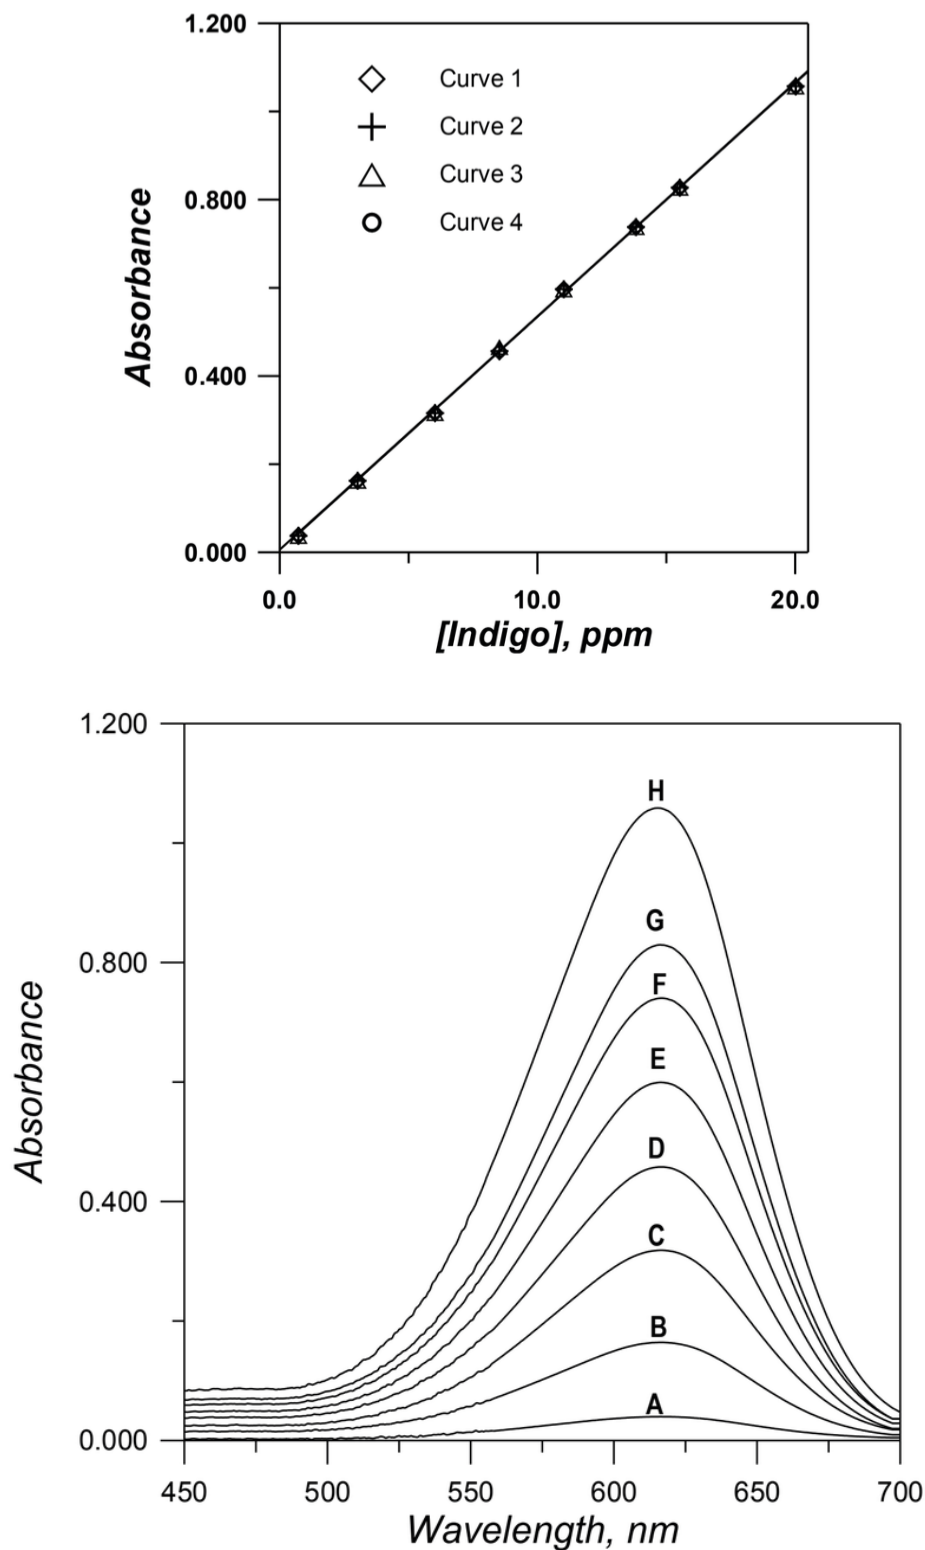 1.200
Curve 1
Curve 2
Curve 3
Curve 4
0.800
0.400
0.000
Absorbance
0.0 10.0 20.0
[Indigo], ppm
1.200
H
G
0.800
F
E
D
0.400
C
B
A
0.000
Absorbance
450 500 550 600 650 700
Wavelength, nm